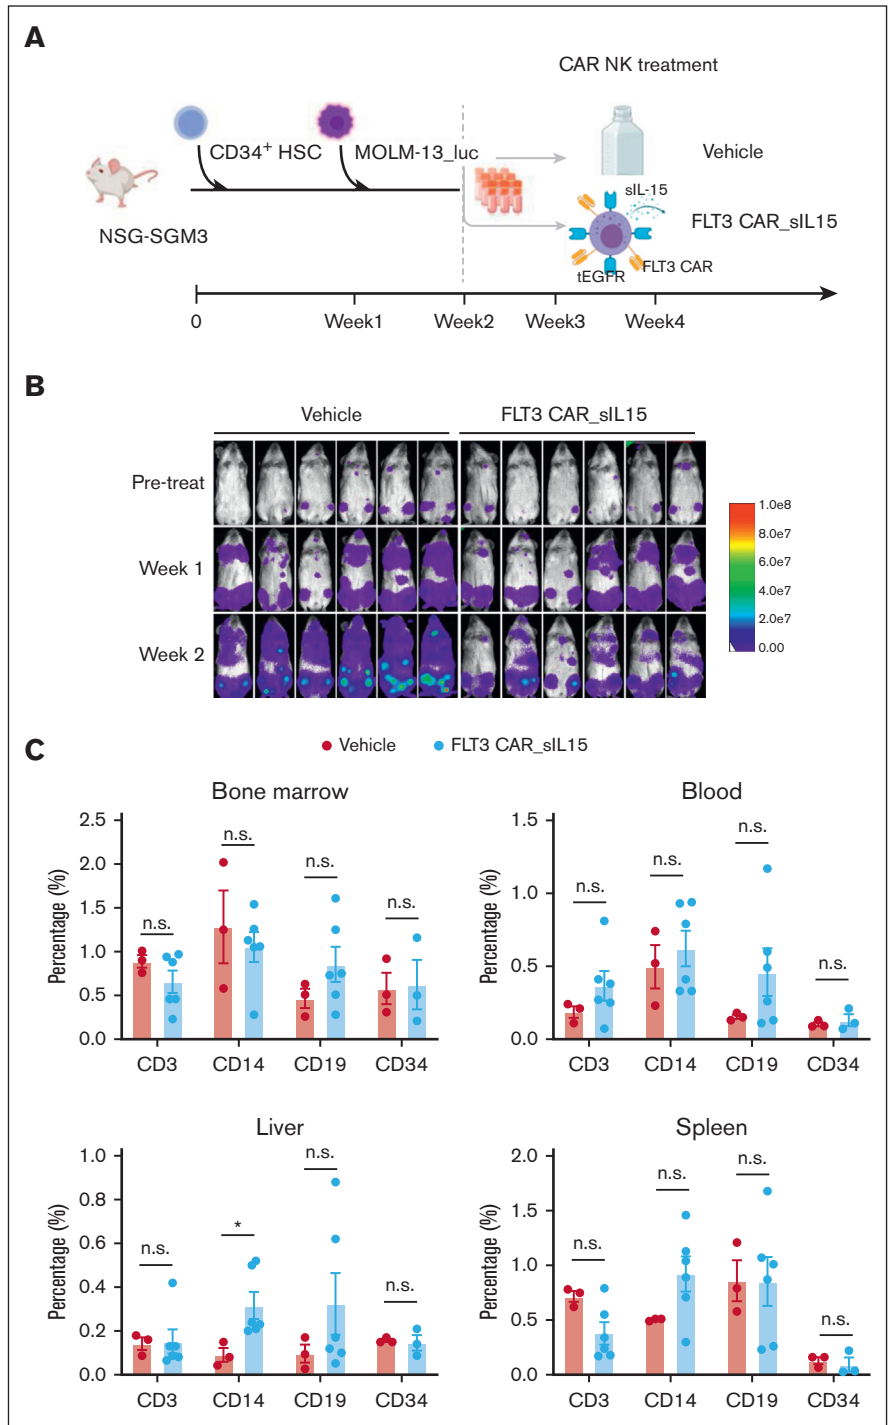 A
CAR NK treatment
CD34+ HSC
MOLM-13_luc
Vehicle
sIL-15
FLT3 CAR_sIL15
NSG-SGM3
FLT3 CAR
tEGFR
0
Week1
Week2
Week3
Week4
B
Vehicle
FLT3 CAR_sIL15
Pre-treat
Week 1
Week 2
1.0e8
8.0e7
6.0e7
4.0e7
2.0e7
0.00
C
Vehicle
FLT3 CAR_sIL15
Bone marrow
Percentage (%)
2.5
2.0
1.5
1.0
0.5
0.0
n.s.
n.s.
n.s.
n.s.
CD3
CD14
CD19
CD34
Blood
Percentage (%)
1.5
1.0
0.5
0.0
n.s.
n.s.
n.s.
n.s.
CD3
CD14
CD19
CD34
Liver
Percentage (%)
1.0
0.8
0.6
0.4
0.2
0.0
n.s.
*
n.s.
n.s.
CD3
CD14
CD19
CD34
Spleen
Percentage (%)
2.0
1.5
1.0
0.5
0.0
n.s.
n.s.
n.s.
n.s.
CD3
CD14
CD19
CD34